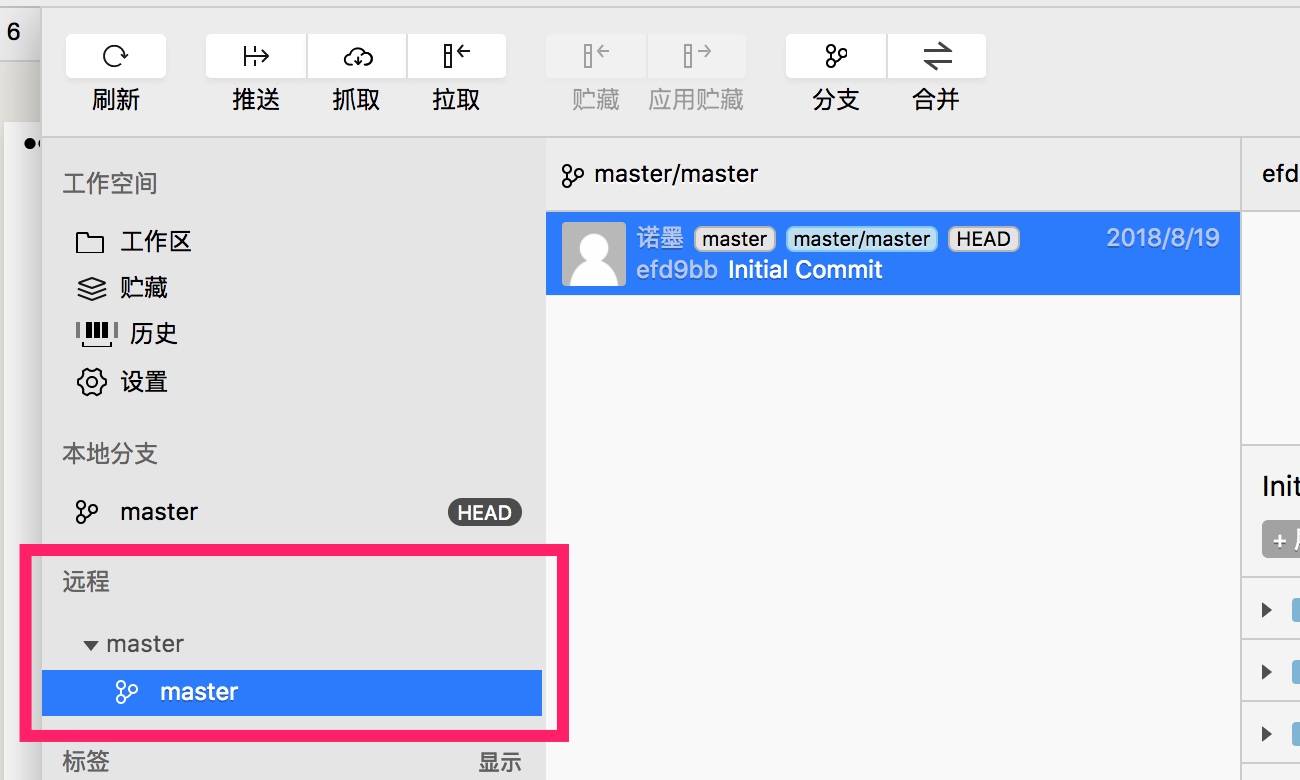 6
刷新 推送 抓取 拉取 贮藏 应用贮藏 分支 合并
工作空间
工作区
贮藏
历史
设置
本地分支
master HEAD
远程
master
master
标签 显示
master/master
诺墨 master master/master HEAD 2018/8/19
efd9bb Initial Commit
efd
Init
+